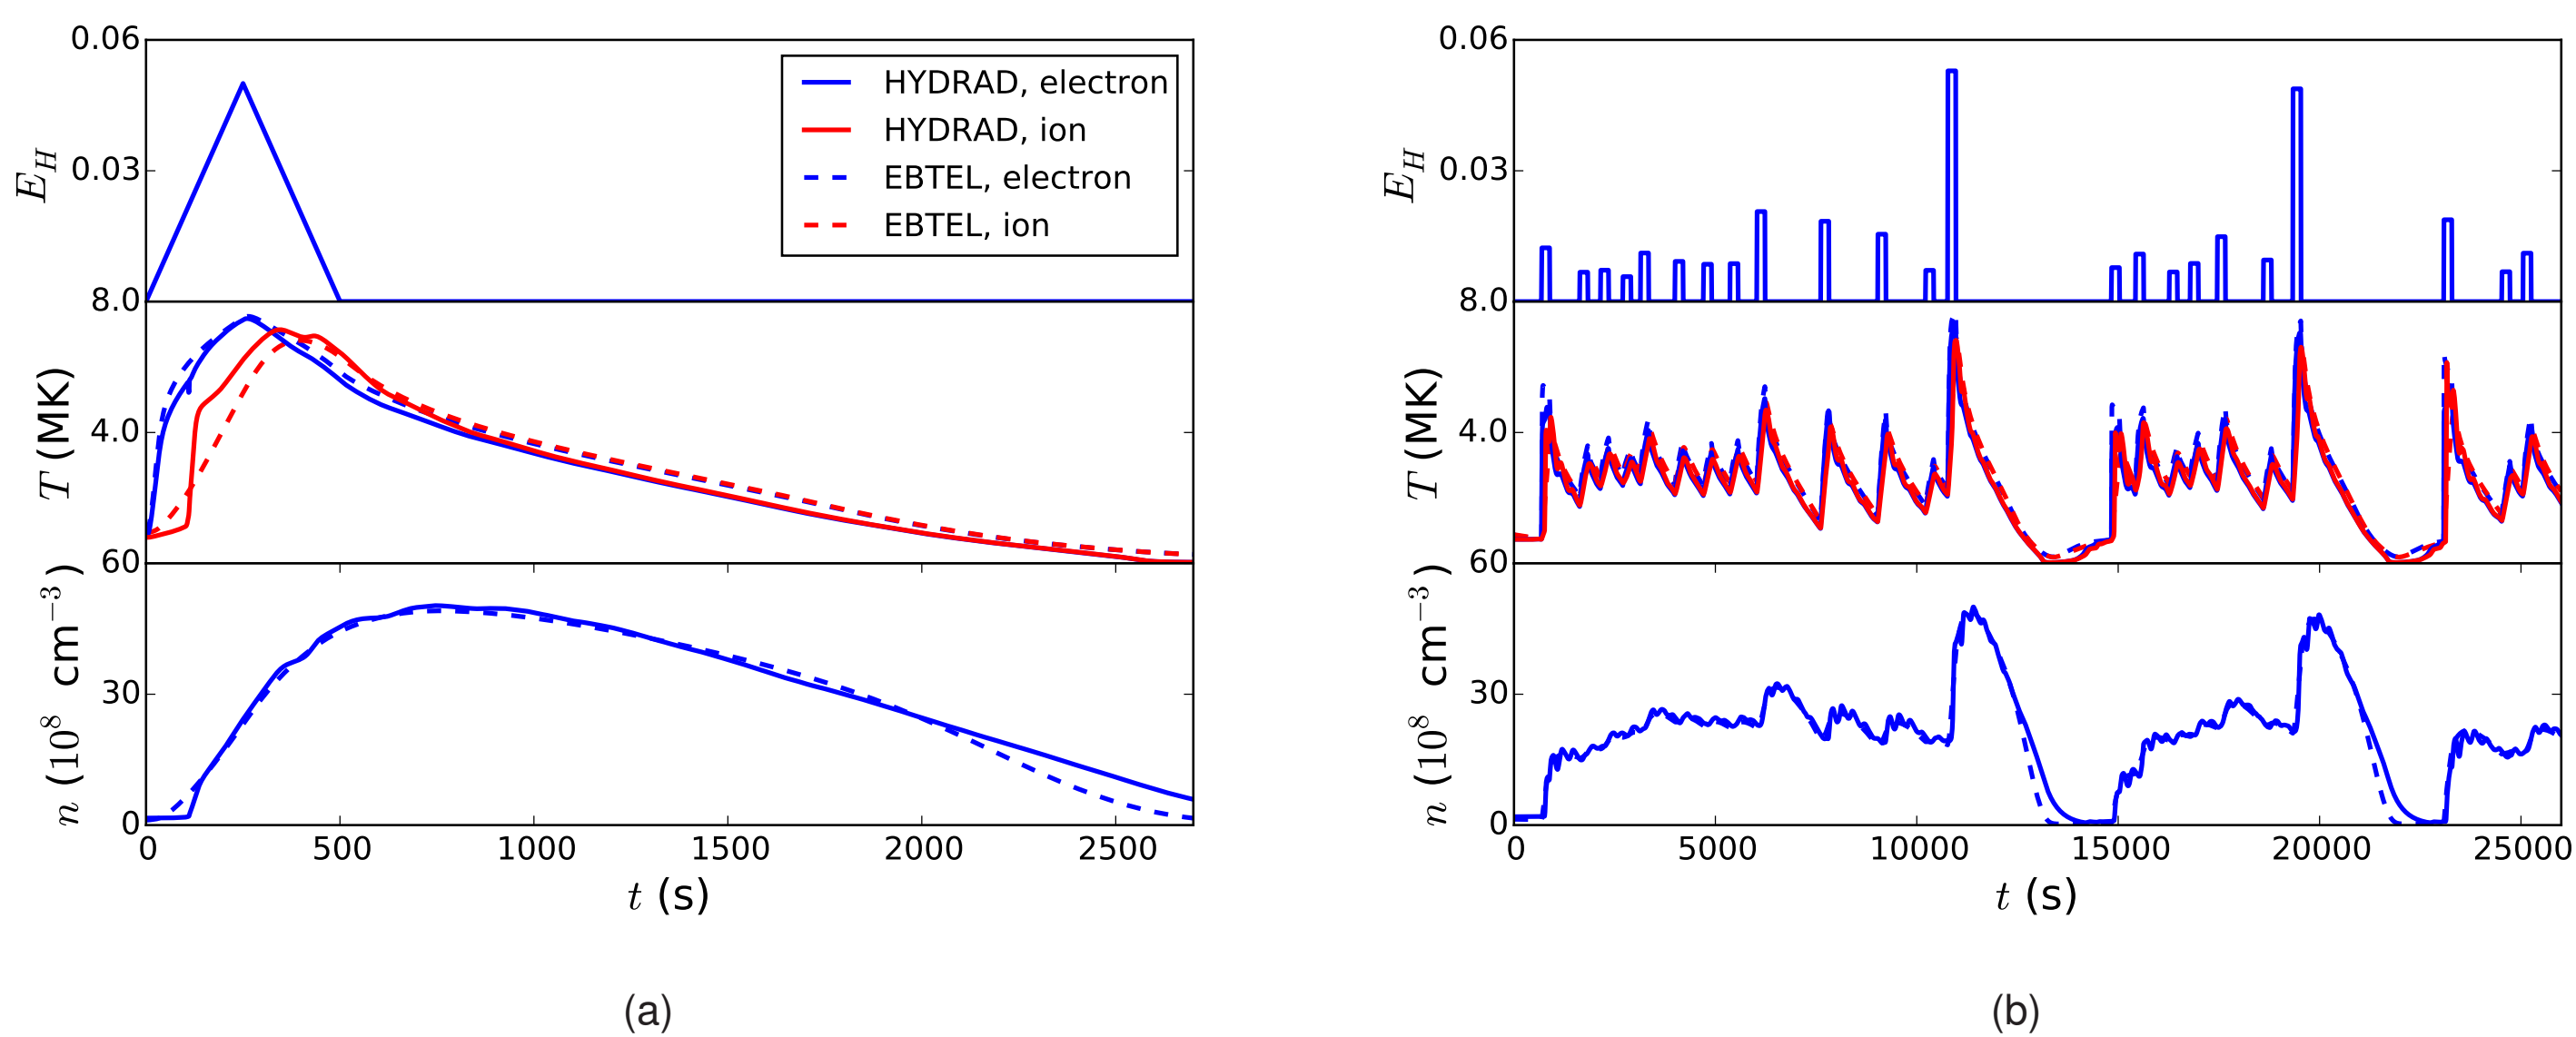 0.06
0.03
E_H
HYDRAD, electron
HYDRAD, ion
EBTEL, electron
EBTEL, ion
8.0
4.0
T (MK)
60
30
0
n (10^8 cm^−3)
0 500 1000 1500 2000 2500
t (s)
(a)
0.06
0.03
E_H
8.0
4.0
T (MK)
60
30
0
n (10^8 cm^−3)
0 5000 10000 15000 20000 25000
t (s)
(b)